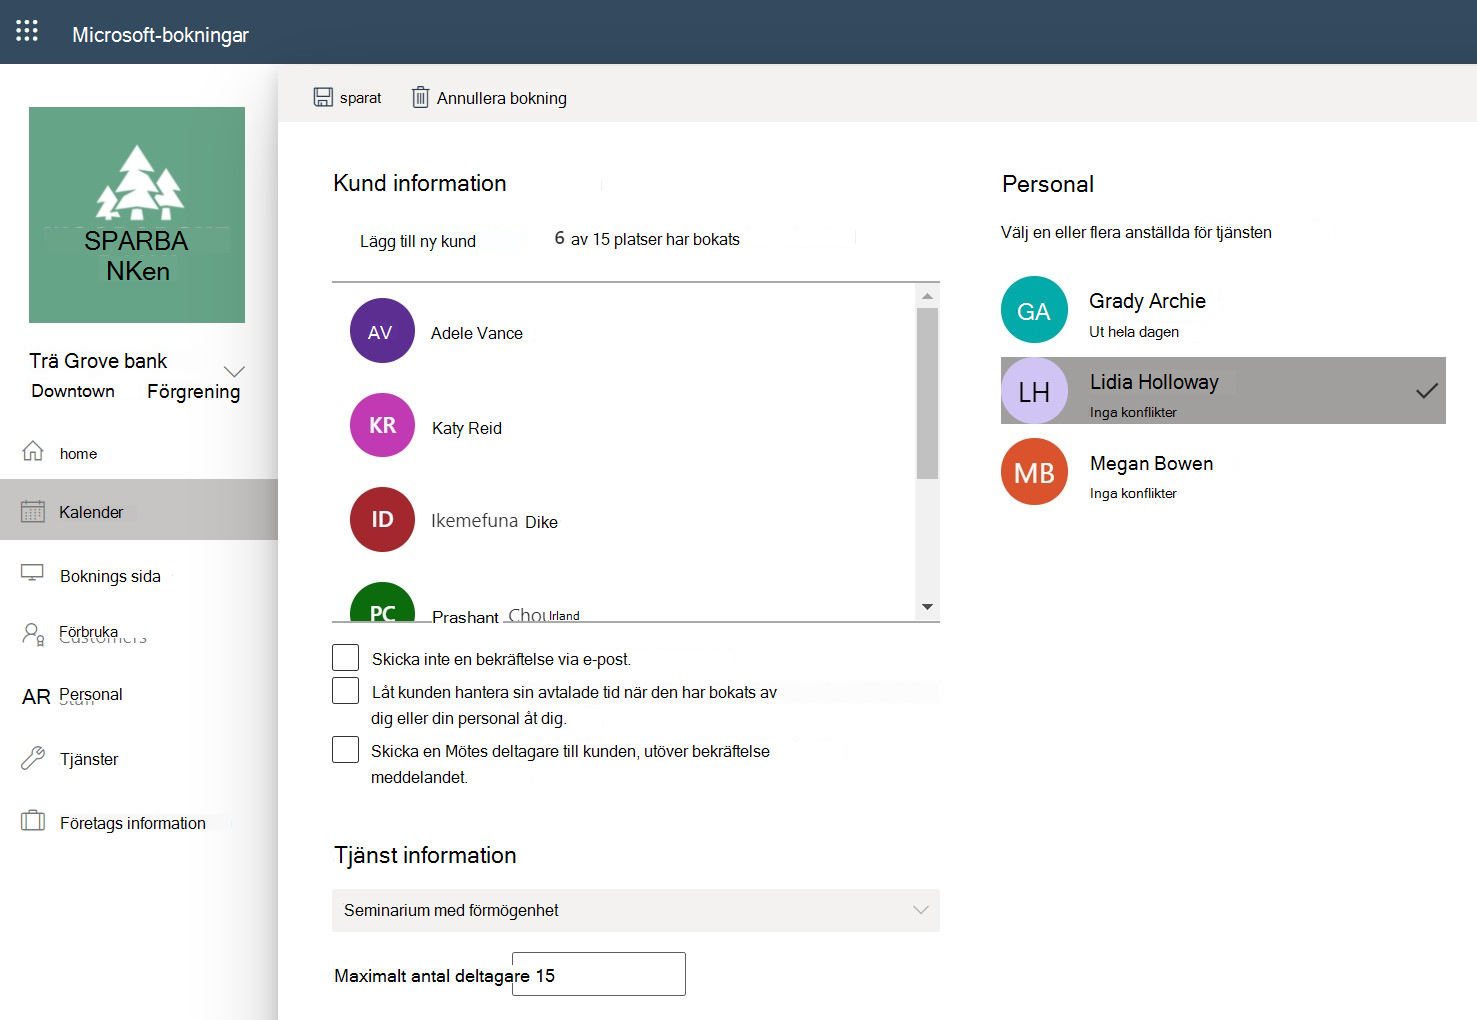 Microsoft-bokningar
sparat
Annullera bokning
SPARBA
NKen
Trä Grove bank
Downtown Förgrening
home
Kalender
Boknings sida
Förbruka
Customers
AR Personal
Staff
Tjänster
Företags information
Kund information
Lägg till ny kund
6 av 15 platser har bokats
AV Adele Vance
KR Katy Reid
ID Ikemefuna Dike
PC Prashant Irland
Skicka inte en bekräftelse via e-post.
Låt kunden hantera sin avtalade tid när den har bokats av
dig eller din personal åt dig.
Skicka en Mötes deltagare till kunden, utöver bekräftelse
meddelandet.
Tjänst information
Seminarium med förmögenhet
Maximalt antal deltagare 15
Personal
Välj en eller flera anställda för tjänsten
GA Grady Archie
Ut hela dagen
LH Lidia Holloway
Inga konflikter
MB Megan Bowen
Inga konflikter